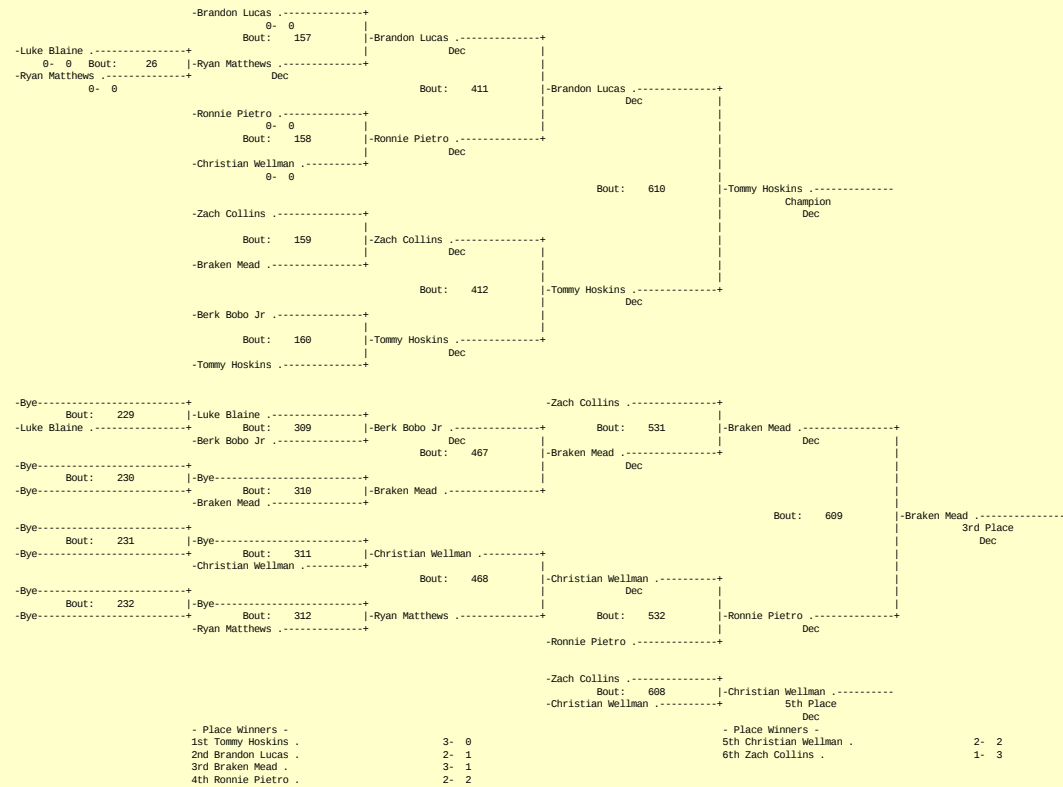 -Brandon Lucas .-------------+
0-  0 |
Bout: 157 |-Brandon Lucas .-------------+
-Luke Blaine .---------------+ | Dec |
0-  0 Bout: 26 |-Ryan Matthews .-------------+ |
-Ryan Matthews .-------------+ Dec |
0-  0 Bout: 411 |-Brandon Lucas .-------------+
| Dec |
-Ronnie Pietro .-------------+ | |
0-  0 | | |
Bout: 158 |-Ronnie Pietro .-------------+ |
| Dec |
-Christian Wellman .---------+ |
0-  0 |
Bout: 610 |-Tommy Hoskins .-------------
| Champion
-Zach Collins .--------------+ | Dec
| |
Bout: 159 |-Zach Collins .--------------+ |
| Dec | |
-Braken Mead .---------------+ | |
| |
Bout: 412 |-Tommy Hoskins .-------------+
| Dec
-Berk Bobo Jr .--------------+ |
| |
Bout: 160 |-Tommy Hoskins .-------------+
| Dec
-Tommy Hoskins .-------------+
-Bye-------------------------+ -Zach Collins .--------------+
Bout: 229 |-Luke Blaine .---------------+ |
-Luke Blaine .---------------+ Bout: 309 |-Berk Bobo Jr .--------------+ Bout: 531 |-Braken Mead .---------------+
-Berk Bobo Jr .--------------+ Dec | | Dec |
Bout: 467 |-Braken Mead .---------------+ |
-Bye-------------------------+ | Dec |
Bout: 230 |-Bye-------------------------+ | |
-Bye-------------------------+ Bout: 310 |-Braken Mead .---------------+ |
-Braken Mead .---------------+ |
Bout: 609 |-Braken Mead .---------------
-Bye-------------------------+ | 3rd Place
Bout: 231 |-Bye-------------------------+ | Dec
-Bye-------------------------+ Bout: 311 |-Christian Wellman .---------+ |
-Christian Wellman .---------+ | |
Bout: 468 |-Christian Wellman .---------+ |
-Bye-------------------------+ | Dec | |
Bout: 232 |-Bye-------------------------+ | | |
-Bye-------------------------+ Bout: 312 |-Ryan Matthews .-------------+ Bout: 532 |-Ronnie Pietro .-------------+
-Ryan Matthews .-------------+ | Dec
-Ronnie Pietro .-------------+
-Zach Collins .--------------+
Bout: 608 |-Christian Wellman .---------
-Christian Wellman .---------+ 5th Place
Dec
- Place Winners - - Place Winners -
1st Tommy Hoskins . 3-  0 5th Christian Wellman . 2-  2
2nd Brandon Lucas . 2-  1 6th Zach Collins . 1-  3
3rd Braken Mead . 3-  1
4th Ronnie Pietro . 2-  2